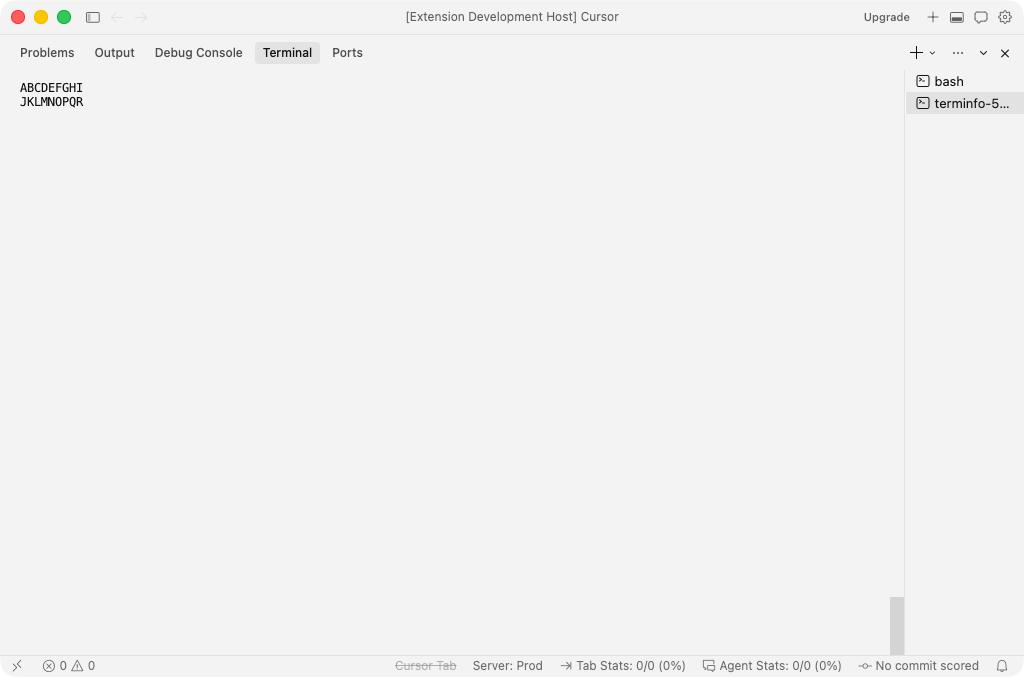 [Extension Development Host] Cursor
Upgrade
Problems Output Debug Console Terminal Ports
ABCDEFGHI
JKLMNOPQR
bash
terminfo-5...
0 0 Cursor Tab Server: Prod Tab Stats: 0/0 (0%) Agent Stats: 0/0 (0%) No commit scored